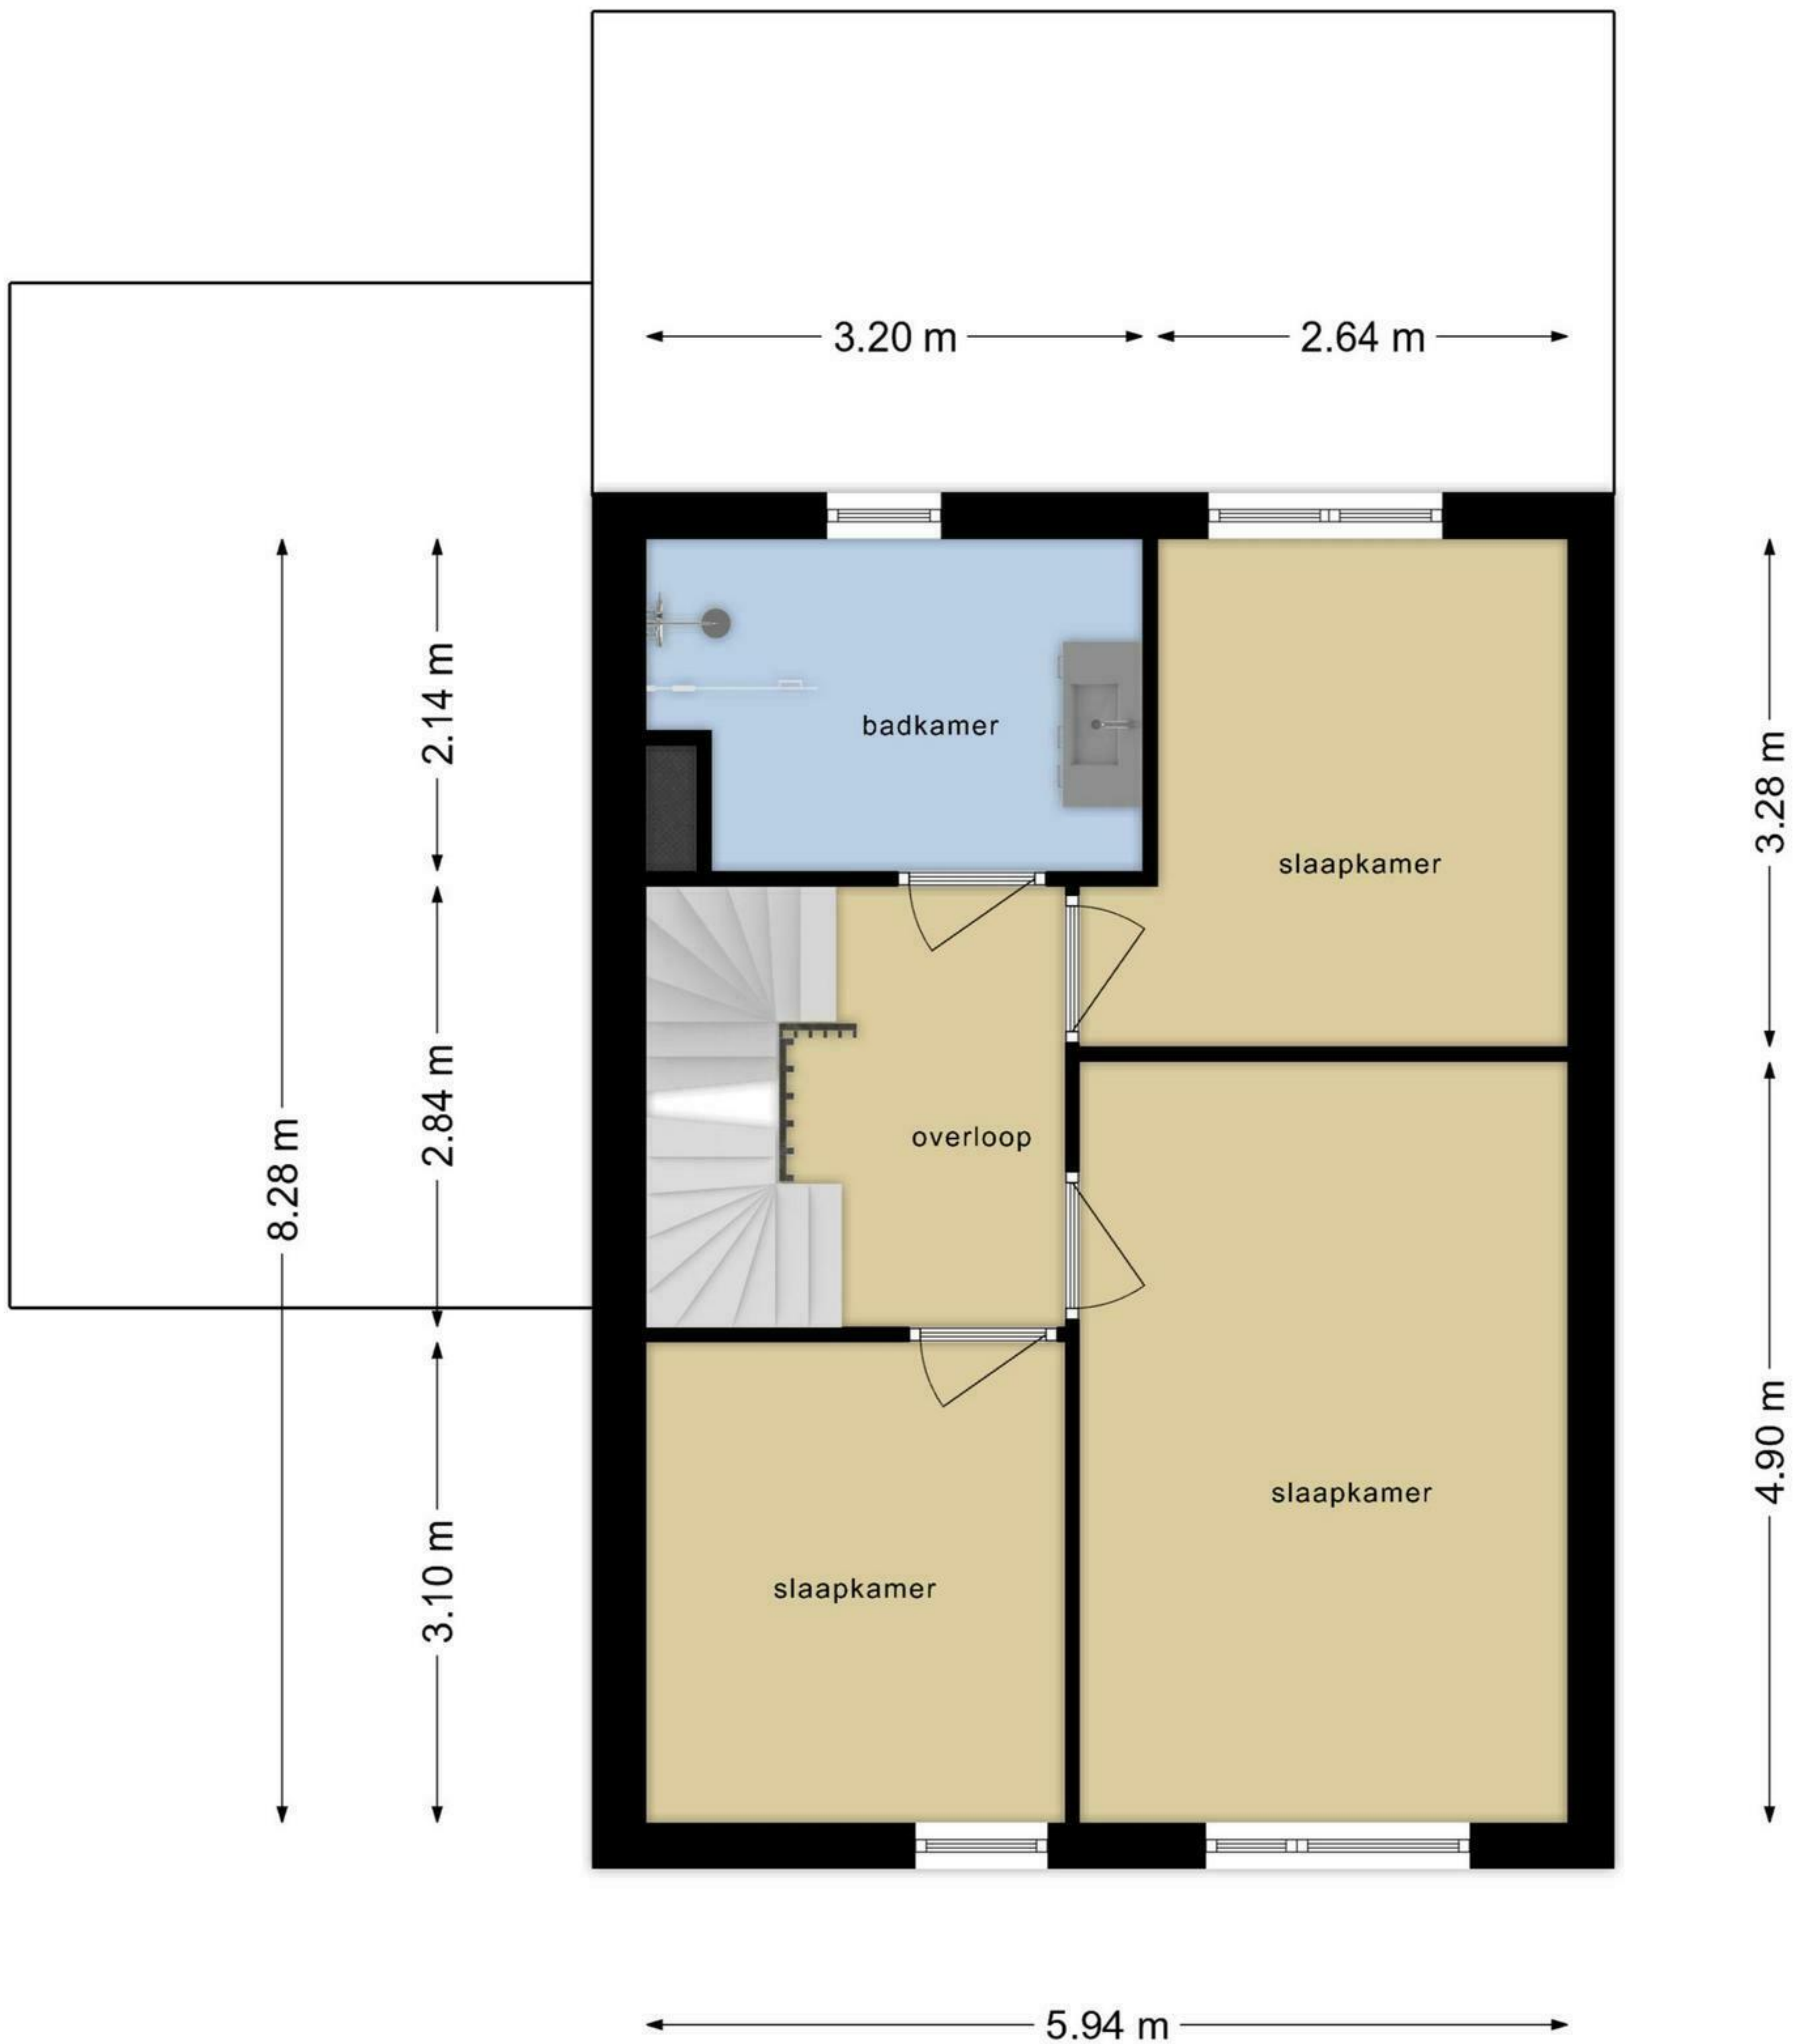 3.20 m
2.64 m
2.14 m
badkamer
3.28 m
slaapkamer
2.84 m
8.28 m
overloop
4.90 m
slaapkamer
3.10 m
slaapkamer
5.94 m